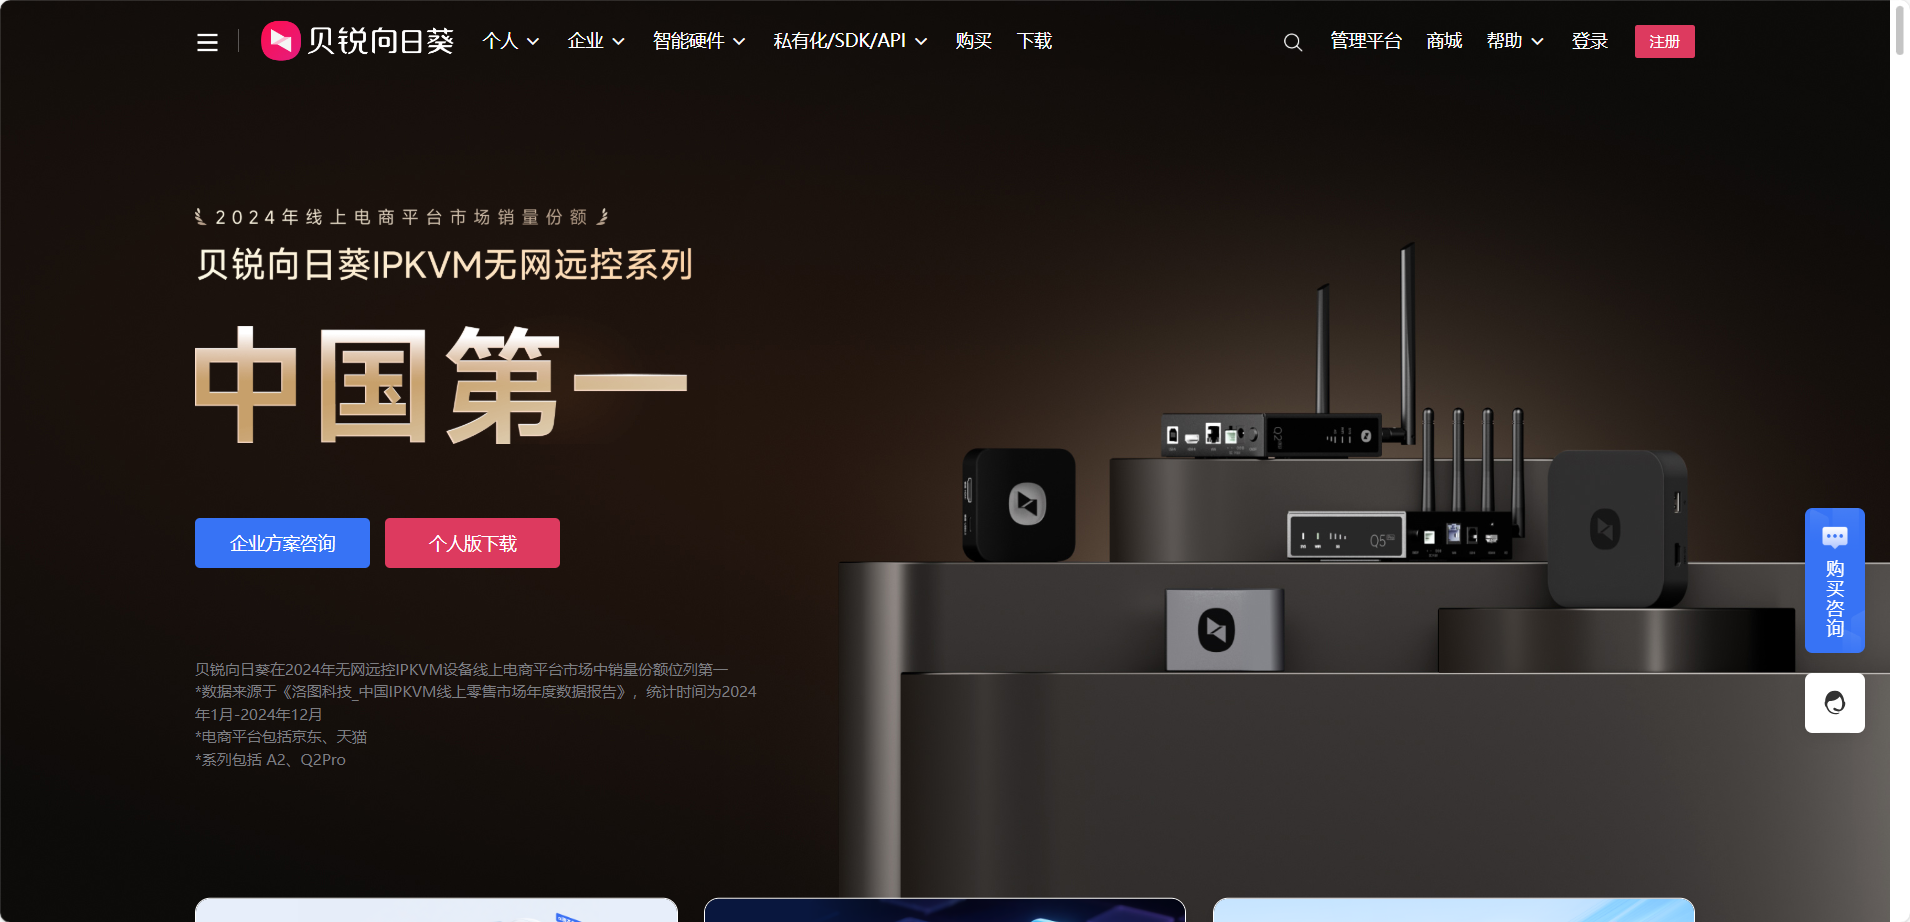 贝锐向日葵
个人
企业
智能硬件
私有化/SDK/API
购买
下载
管理平台
商城
帮助
登录
注册
2024年线上电商平台市场销量份额
贝锐向日葵IPKVM无网远控系列
中国第一
企业方案咨询
个人版下载
贝锐向日葵在2024年无网远控IPKVM设备线上电商平台市场中销量份额位列第一
*数据来源于《洛图科技_中国IPKVM线上零售市场年度数据报告》，统计时间为2024
年1月-2024年12月
*电商平台包括京东、天猫
*系列包括 A2、Q2Pro
Q5
购买咨询